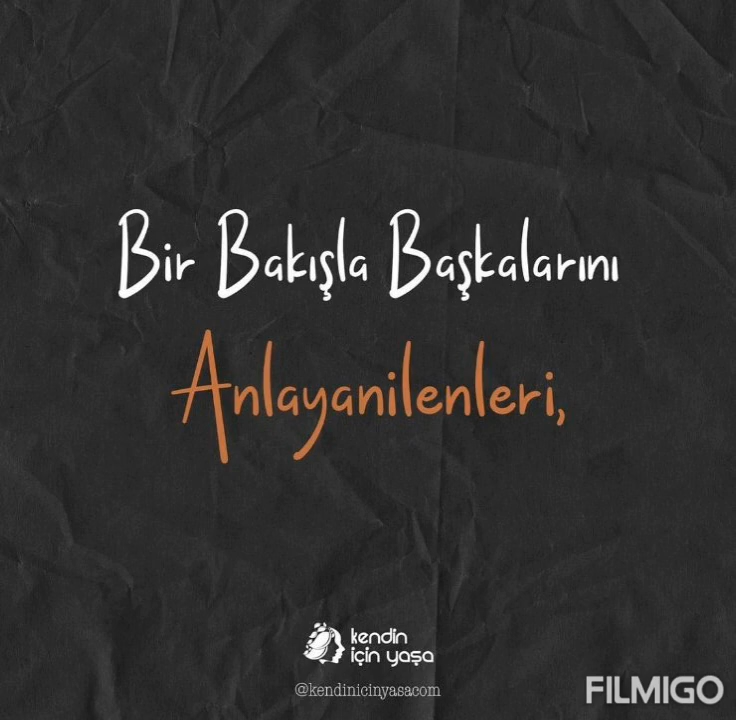 Bir Bakışla Başkalarını
Anlayanilenleri,
kendin
için yaşa
@kendinicinyasacom
FILMIGO